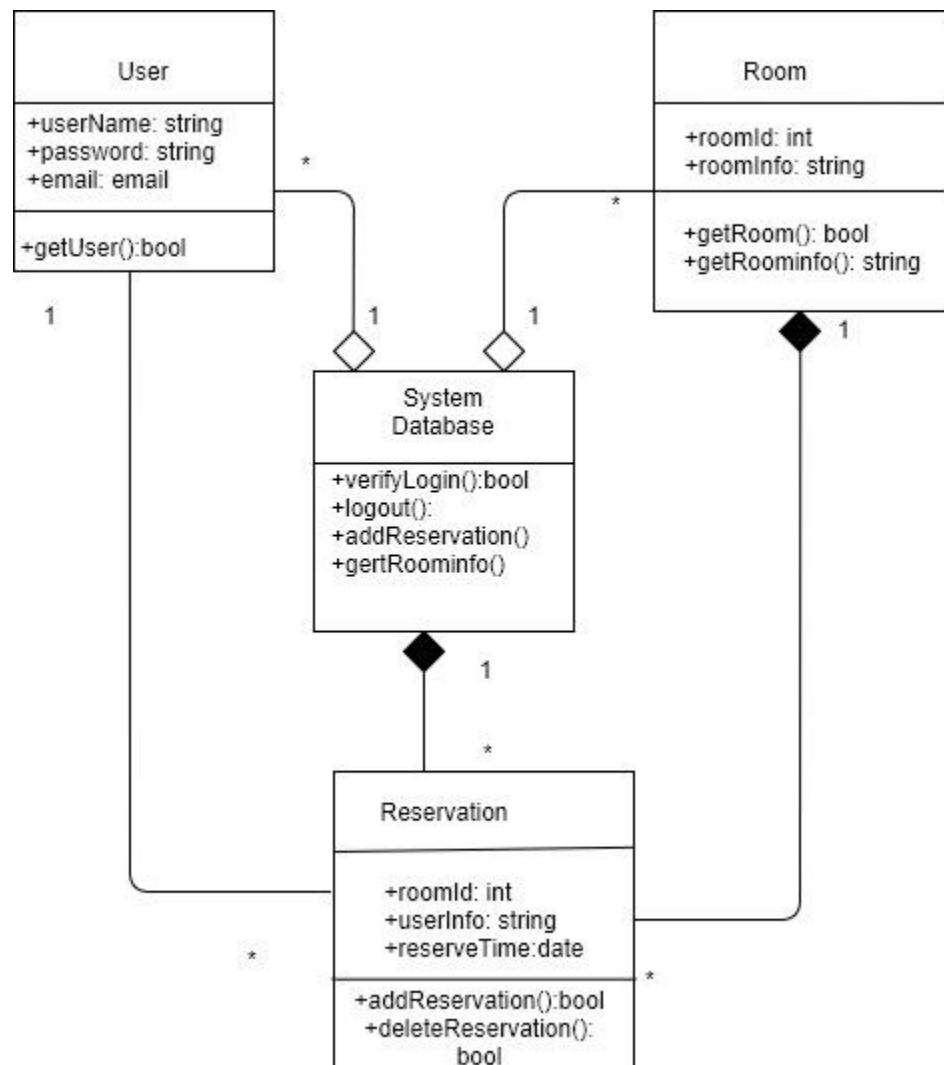 User
+userName: string
+password: string
+email: email
+getUser():bool
*
1
1
Room
+roomId: int
+roomInfo: string
+getRoom(): bool
+getRoominfo(): string
*
1
1
System
Database
+verifyLogin():bool
+logout():
+addReservation()
+gertRoominfo()
1
*
Reservation
+roomId: int
+userInfo: string
+reserveTime:date
*
*
+addReservation():bool
+deleteReservation():
bool